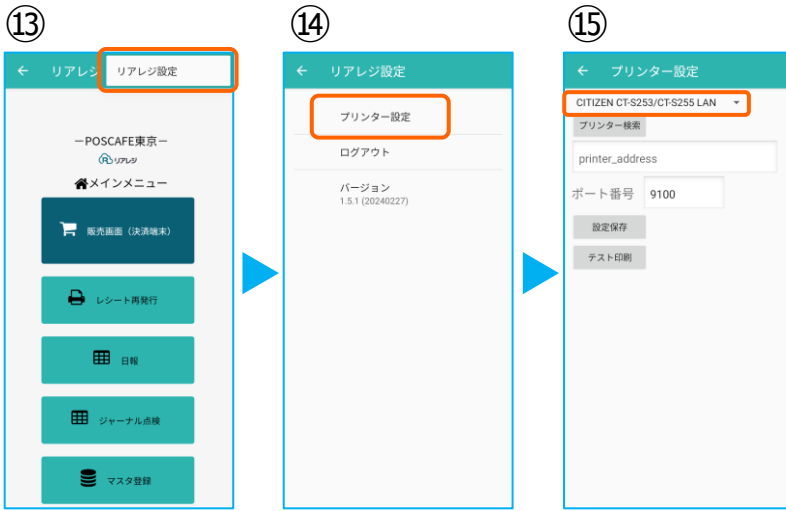 ⑬
← リアレジ
リアレジ設定
ーPOSCAFE東京ー
リアレジ
メインメニュー
販売画面（決済端末）
レシート再発行
日報
ジャーナル点検
マスタ登録
⑭
← リアレジ設定
プリンター設定
ログアウト
バージョン
1.5.1 (20240227)
⑮
← プリンター設定
CITIZEN CT-S253/CT-S255 LAN
プリンター検索
printer_address
ポート番号 9100
設定保存
テスト印刷